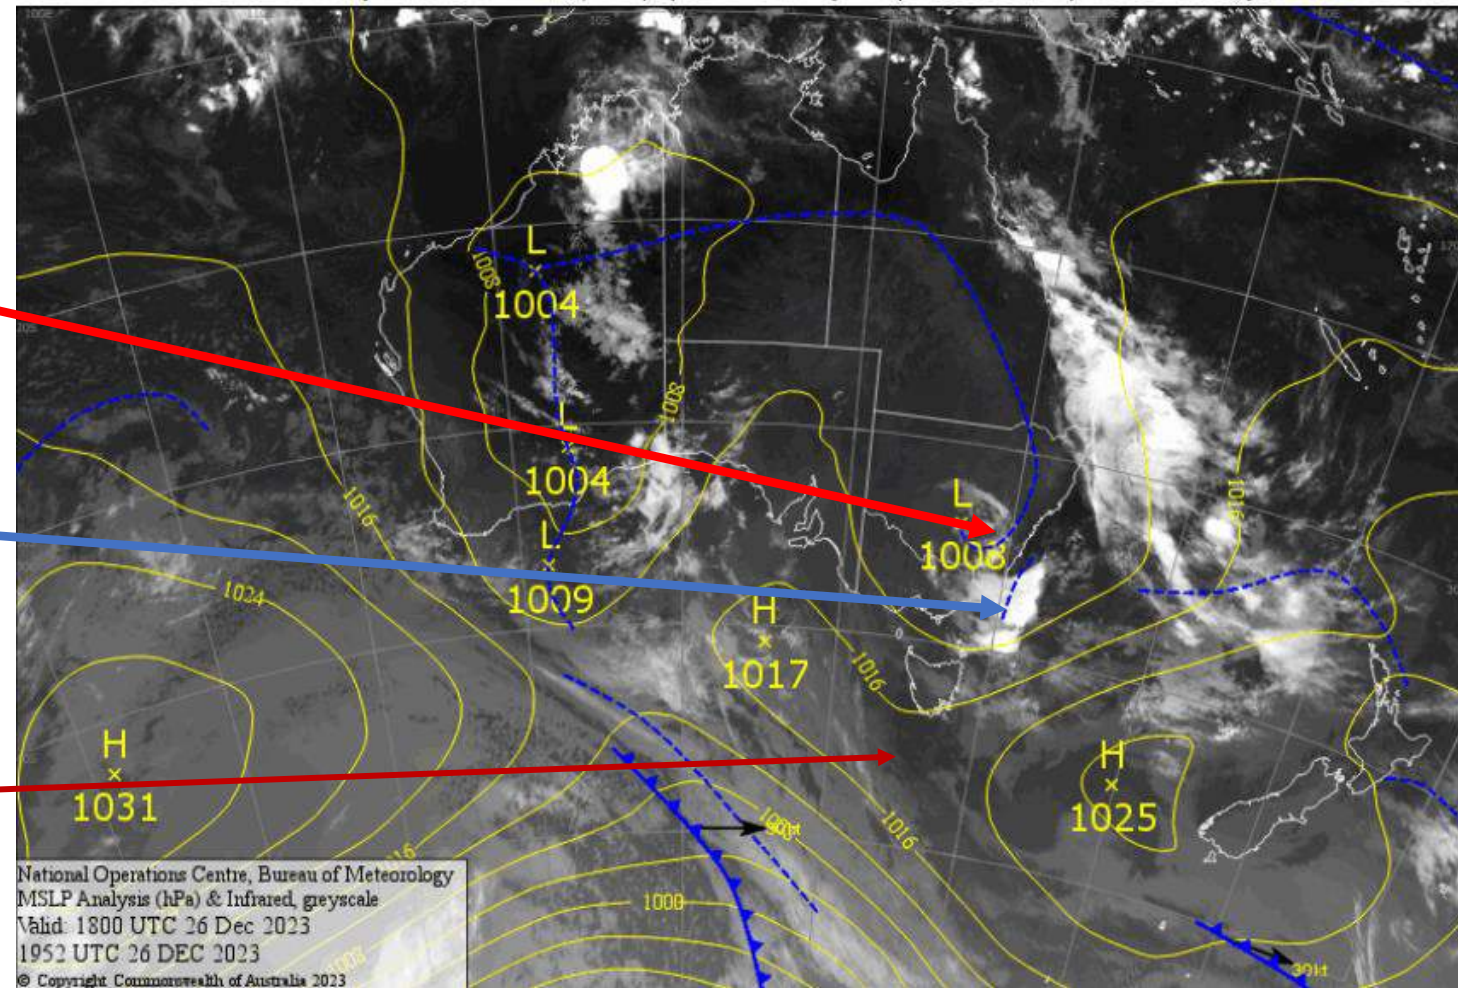 L
1004
1008
1008
L
1004
L
1008
1016
1016
L
1009
1024
H
1017
1016
H
1031
H
1025
1016
1016
1000
1008
30kt
National Operations Centre, Bureau of Meteorology
MSLP Analysis (hPa) & Infrared, greyscale
Valid: 1800 UTC 26 Dec 2023
1952 UTC 26 DEC 2023
© Copyright Commonwealth of Australia 2023